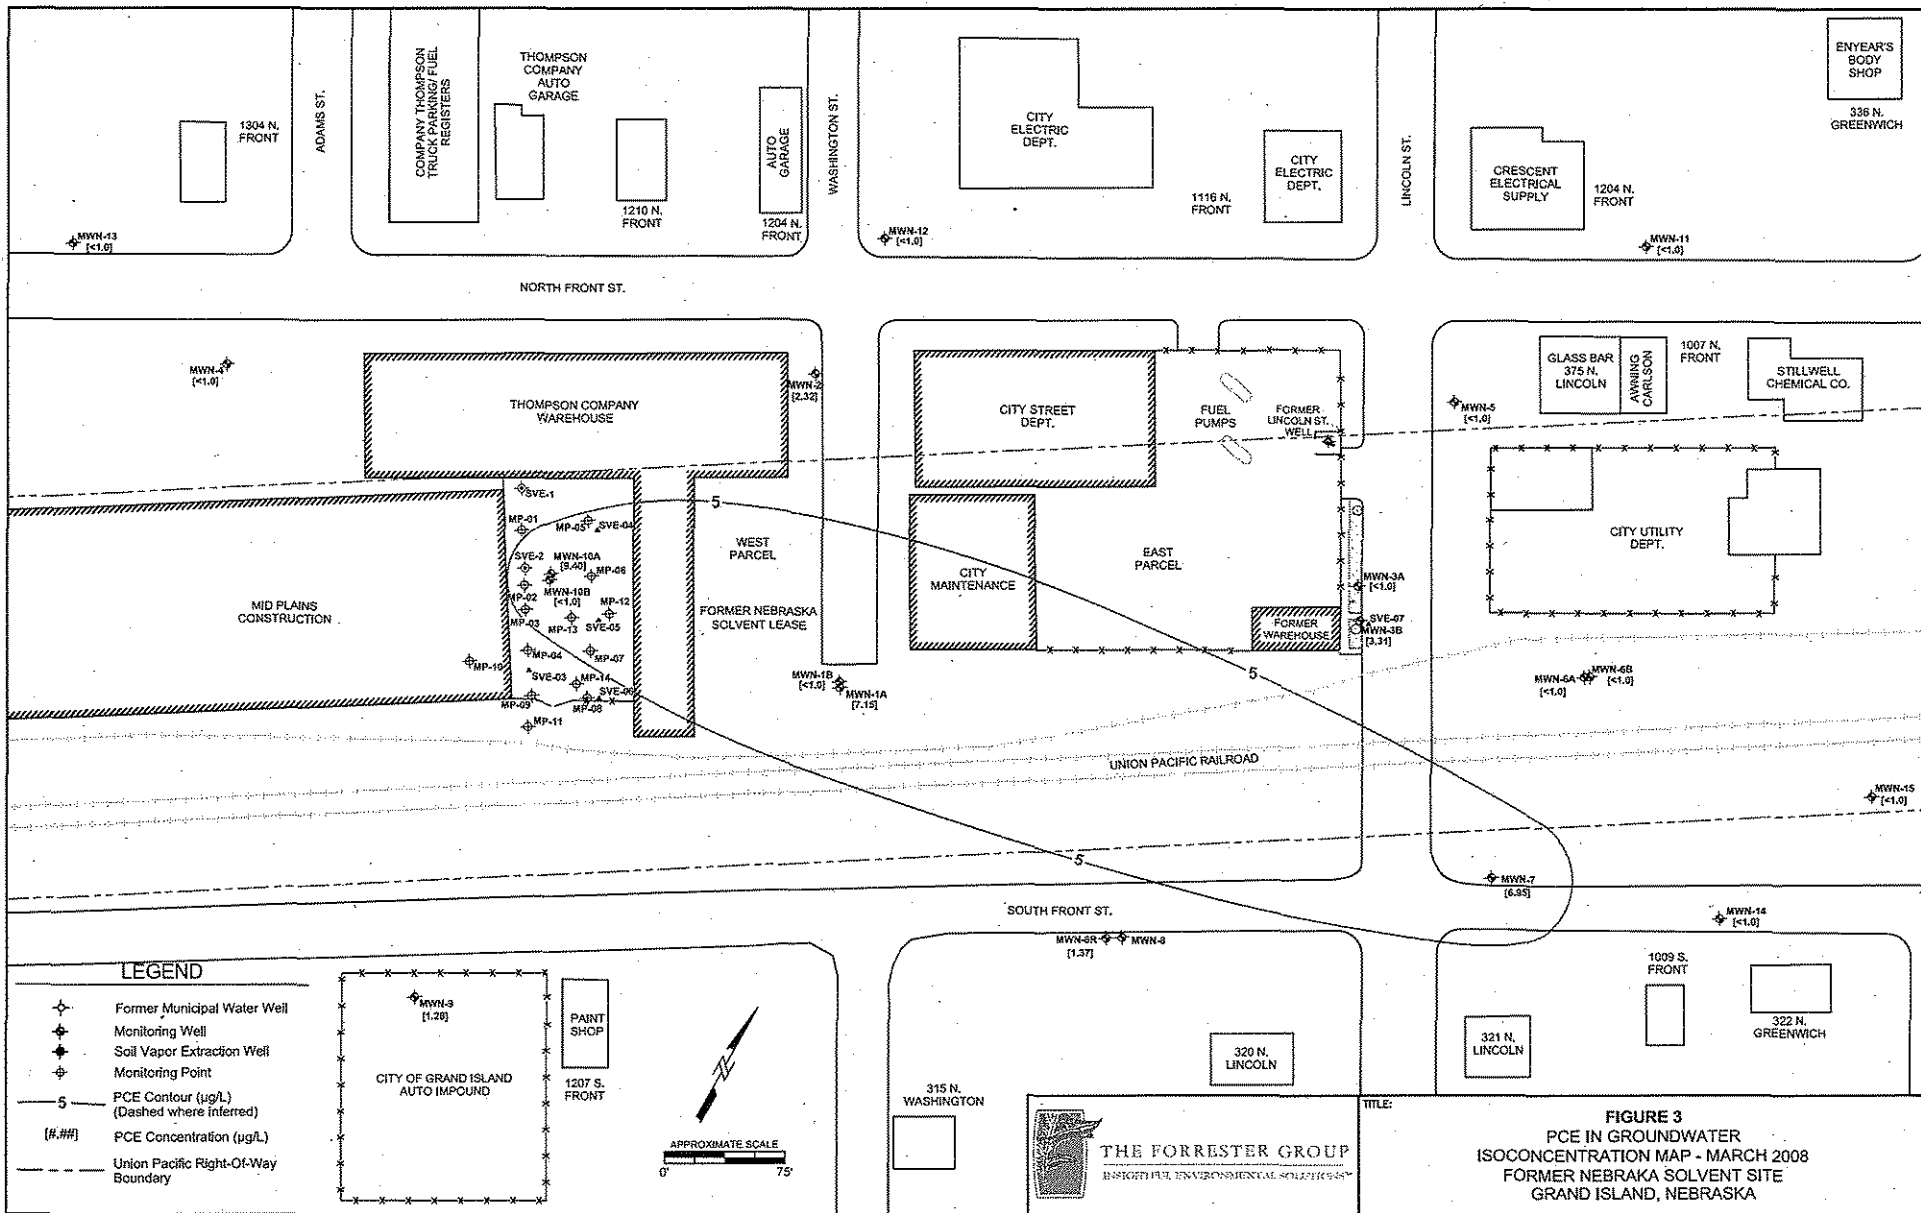 ENYEAR'S
BODY
SHOP
336 N.
GREENWICH
COMPANY THOMPSON
TRUCK PARKING/ FUEL
REGISTERS
THOMPSON
COMPANY
AUTO
GARAGE
ADAMS ST.
1304 N.
FRONT
1210 N.
FRONT
AUTO
GARAGE
1204 N.
FRONT
WASHINGTON ST.
CITY
ELECTRIC
DEPT.
CITY
ELECTRIC
DEPT.
1116 N.
FRONT
LINCOLN ST.
CRESCENT
ELECTRICAL
SUPPLY
1204 N.
FRONT
MWN-13
[<1.0]
MWN-12
[<1.0]
MWN-11
[<1.0]
NORTH FRONT ST.
MWN-4
[<1.0]
THOMPSON COMPANY
WAREHOUSE
MWN-2
[2.32]
CITY STREET
DEPT.
FUEL
PUMPS
FORMER
LINCOLN ST.
WELL
MWN-5
[<1.0]
GLASS BAR
375 N.
LINCOLN
AWNING
CARLSON
1007 N.
FRONT
STILLWELL
CHEMICAL CO.
SVE-1
MP-01
MP-05
SVE-04
SVE-2
MWN-10A
[9.40]
MP-06
MP-02
MWN-10B
[<1.0]
MP-12
MP-03
MP-13
SVE-05
MP-04
MP-07
MP-10
SVE-03
MP-14
SVE-06
MP-09
MP-08
MP-11
MID PLAINS
CONSTRUCTION
5
WEST
PARCEL
FORMER NEBRASKA
SOLVENT LEASE
CITY
MAINTENANCE
EAST
PARCEL
FORMER
WAREHOUSE
MWN-3A
[<1.0]
SVE-07
MWN-3B
[3.31]
CITY UTILITY
DEPT.
MWN-1B
[<1.0]
MWN-1A
[7.15]
5
MWN-6A
[<1.0]
MWN-6B
[<1.0]
UNION PACIFIC RAILROAD
MWN-15
[<1.0]
5
MWN-7
[6.95]
SOUTH FRONT ST.
MWN-8R
[1.37]
MWN-8
MWN-14
[<1.0]
LEGEND
Former Municipal Water Well
Monitoring Well
Soil Vapor Extraction Well
Monitoring Point
5
PCE Contour (µg/L)
(Dashed where inferred)
[#.##]
PCE Concentration (µg/L)
Union Pacific Right-Of-Way
Boundary
MWN-9
[1.28]
CITY OF GRAND ISLAND
AUTO IMPOUND
PAINT
SHOP
1207 S.
FRONT
N
APPROXIMATE SCALE
0'
75'
315 N.
WASHINGTON
320 N.
LINCOLN
321 N.
LINCOLN
1009 S.
FRONT
322 N.
GREENWICH
THE FORRESTER GROUP
INSIGHTFUL ENVIRONMENTAL SOLUTIONS
TITLE:
FIGURE 3
PCE IN GROUNDWATER
ISOCONCENTRATION MAP - MARCH 2008
FORMER NEBRAKA SOLVENT SITE
GRAND ISLAND, NEBRASKA